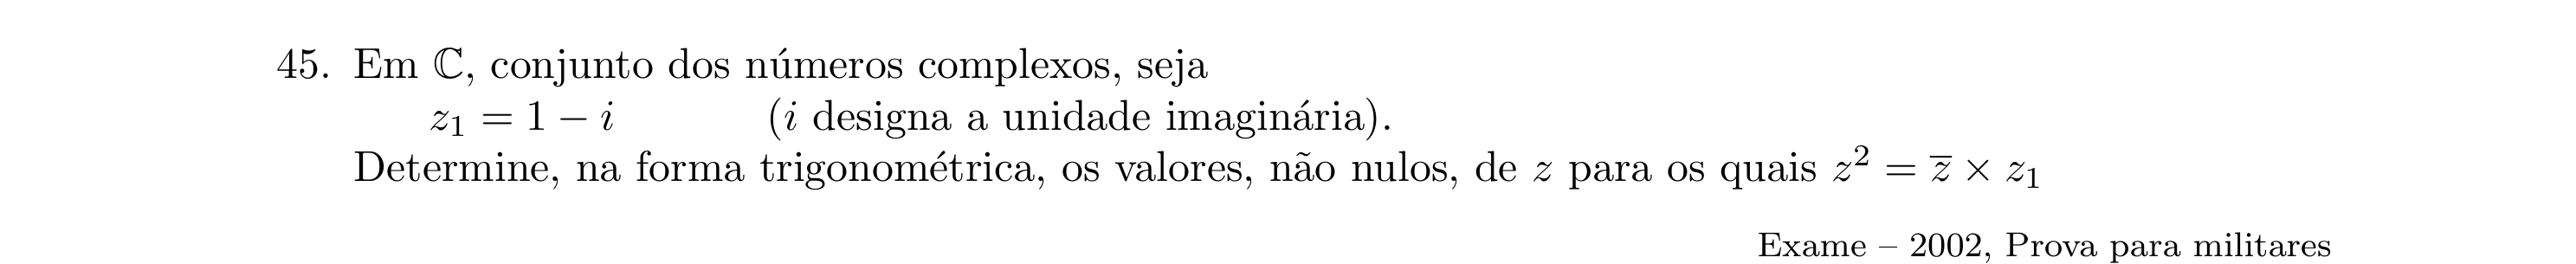 45. Em ℂ, conjunto dos números complexos, seja
z₁ = 1 − i (i designa a unidade imaginária).
Determine, na forma trigonométrica, os valores, não nulos, de z para os quais z² = z̅ × z₁
Exame – 2002, Prova para militares